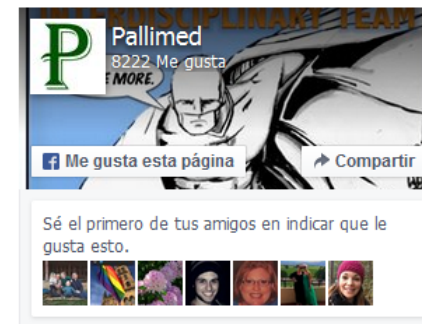 INTERDISCIPLINARY TEAM
P
Pallimed
8222 Me gusta
E MORE.
Me gusta esta página
Compartir
Sé el primero de tus amigos en indicar que le
gusta esto.